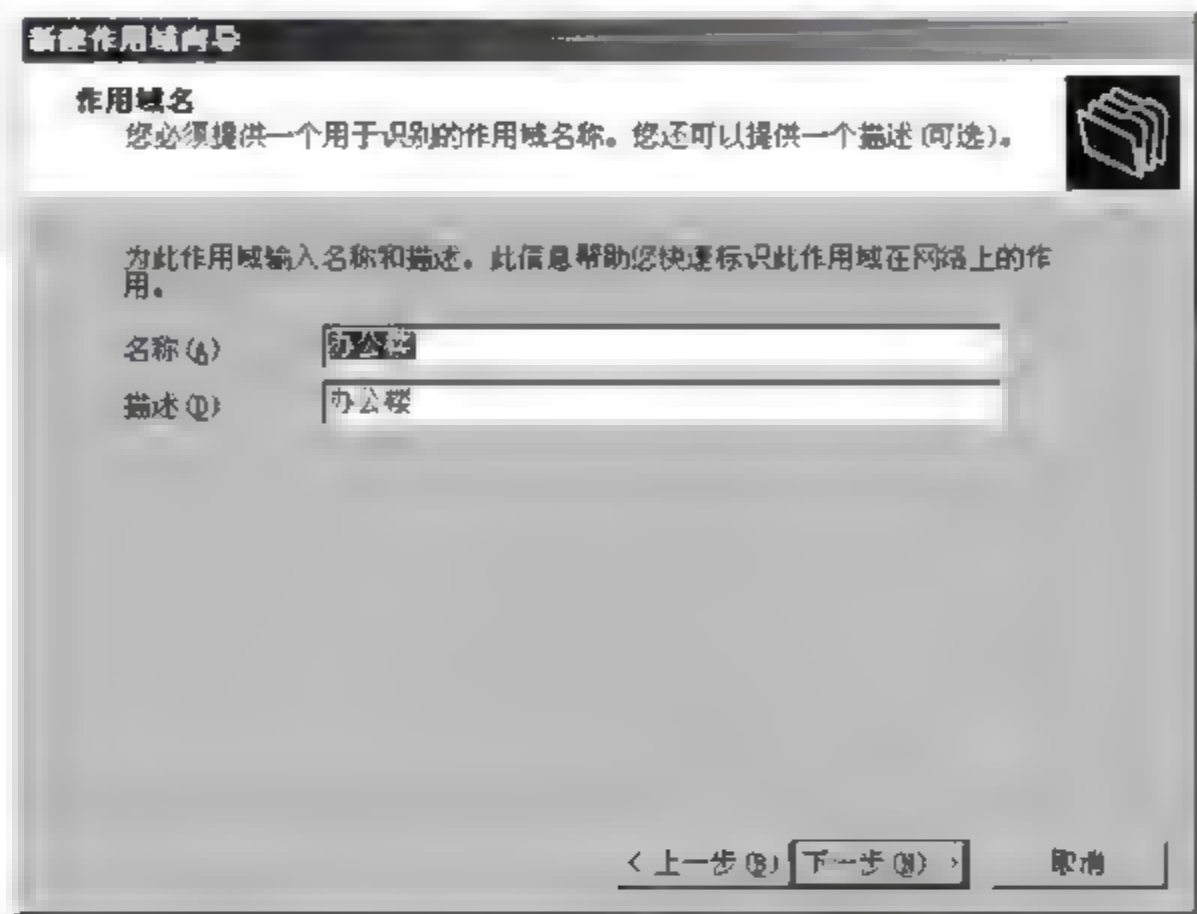 新建作用域向导
作用域名
您必须提供一个用于识别的作用域名称。您还可以提供一个描述(可选)。
为此作用域输入名称和描述。此信息帮助您快速标识此作用域在网络上的作
用。
名称(A)
办公楼
描述(D)
办公楼
< 上一步(B) 下一步(N) > 取消